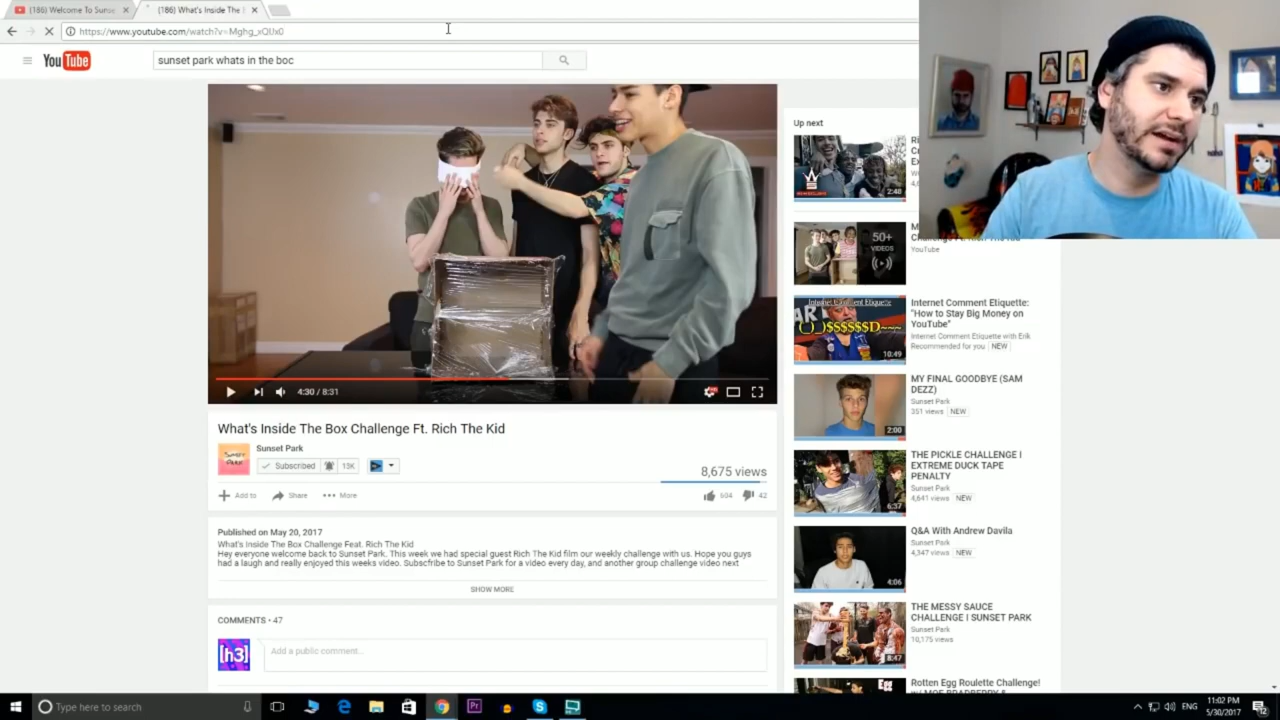 (186) Welcome To Sunse
(186) What's Inside The B
https://www.youtube.com/watch?v=Mghg_xQUx0
YouTube
sunset park whats in the boc
4:30 / 8:31
What's Inside The Box Challenge Ft. Rich The Kid
Sunset Park
Subscribed
15K
8,675 views
Add to
Share
More
604
42
Published on May 20, 2017
What's Inside The Box Challenge Feat. Rich The Kid
Hey everyone welcome back to Sunset Park. This week we had special guest Rich The Kid film our weekly challenge with us. Hope you guys
had a laugh and really enjoyed this weeks video. Subscribe to Sunset Park for a video every day, and another group challenge video next
SHOW MORE
COMMENTS • 47
[h3]
Add a public comment...
Up next
2:48
50+
VIDEOS
YouTube
Internet Comment Etiquette
$$$$$$D~~~
10:49
Internet Comment Etiquette:
"How to Stay Big Money on
YouTube"
Internet Comment Etiquette with Erik
Recommended for you NEW
2:00
MY FINAL GOODBYE (SAM
DEZZ)
Sunset Park
351 views NEW
6:37
THE PICKLE CHALLENGE I
EXTREME DUCK TAPE
PENALTY
Sunset Park
4,641 views NEW
4:06
Q&A With Andrew Davila
Sunset Park
4,347 views NEW
8:47
THE MESSY SAUCE
CHALLENGE I SUNSET PARK
Sunset Park
10,175 views
Egg
Rotten Egg Roulette Challenge!
Type here to search
ENG
11:02 PM
5/30/2017
12